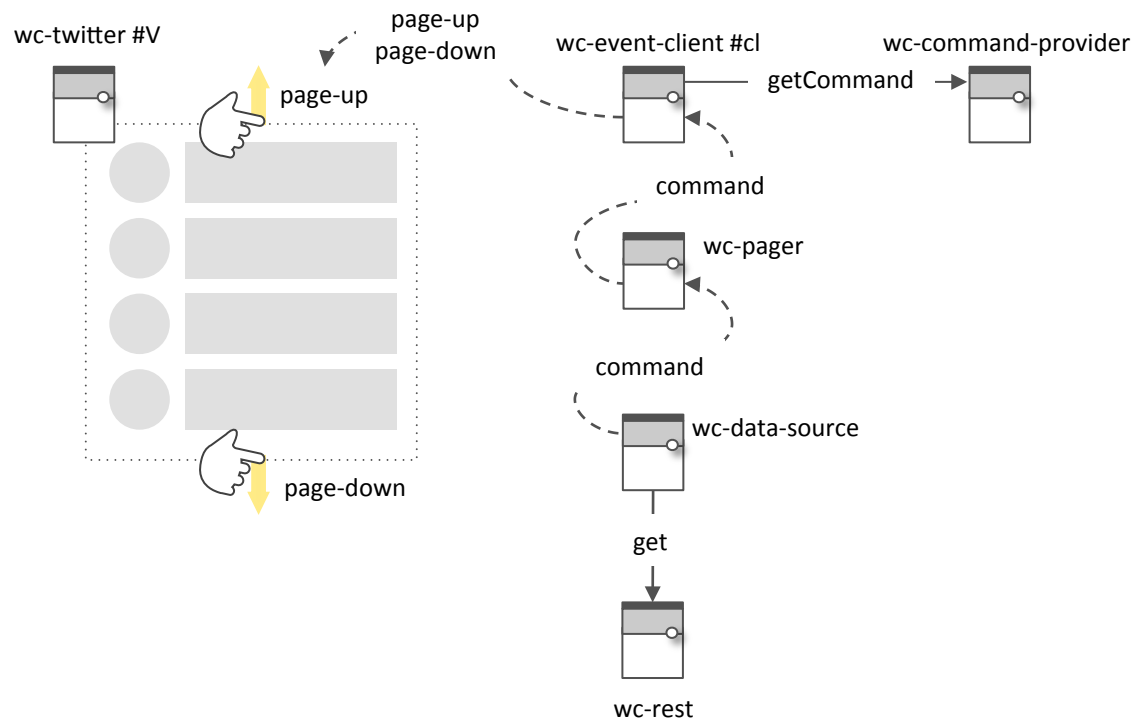 page-up
page-down
wc-twitter #V
wc-event-client #cl
wc-command-provider
getCommand
page-up
command
wc-pager
command
wc-data-source
page-down
get
wc-rest